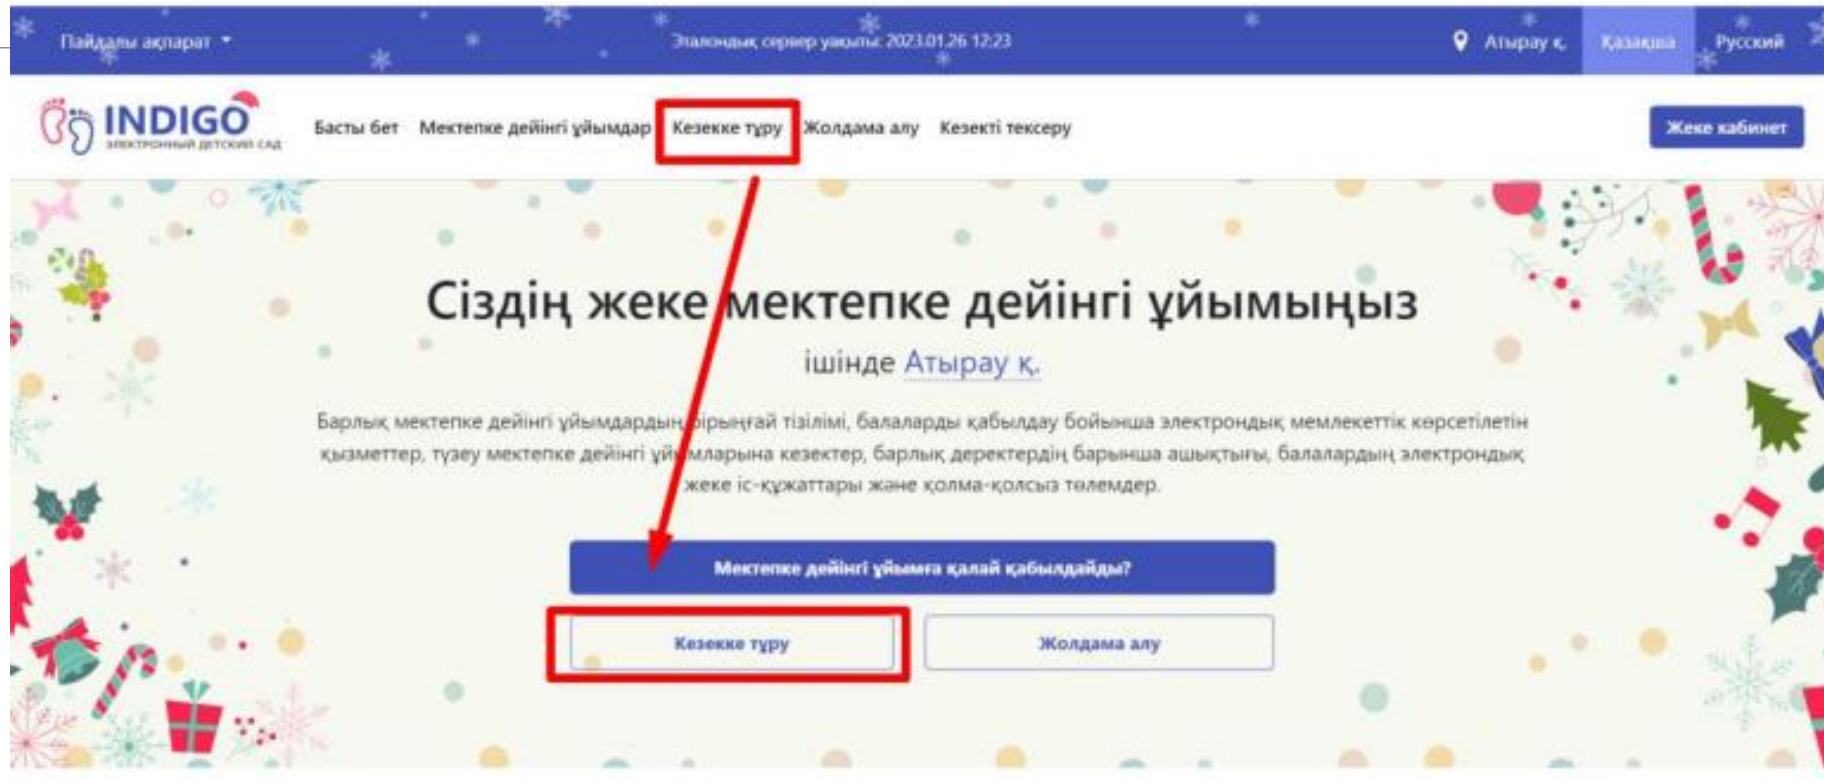 Пайдалы ақпарат
Эталондық сервер уақыты: 2023.01.26 12:23
Атырау қ.
Қазақша
Русский
INDIGO
ЭЛЕКТРОННЫЙ ДЕТСКИЙ САД
Басты бет Мектепке дейінгі ұйымдар Кезекке тұру Жолдама алу Кезекті тексеру
Жеке кабинет
Сіздің жеке мектепке дейінгі ұйымыңыз
ішінде Атырау қ.
Барлық мектепке дейінгі ұйымдардың бірыңғай тізілімі, балаларды қабылдау бойынша электрондық мемлекеттік көрсетілетін
қызметтер, түзеу мектепке дейінгі ұйымларына кезектер, барлық деректердің барынша ашықтығы, балалардың электрондық
жеке іс-құжаттары және қолма-қолсыз төлемдер.
Мектепке дейінгі ұйымға қалай қабылдайды?
Кезекке тұру
Жолдама алу